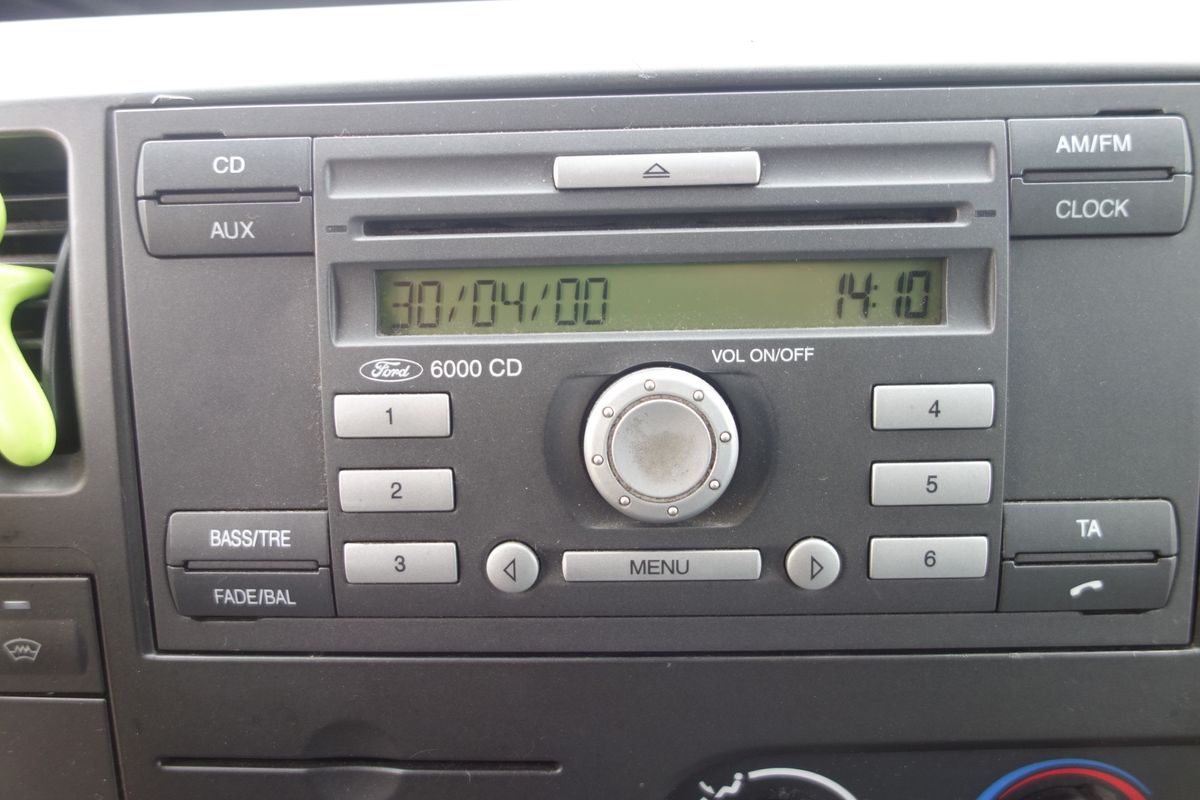 CD
AUX
AM/FM
CLOCK
30/04/00 14:10
Ford 6000 CD
VOL ON/OFF
1
2
3
4
5
6
BASS/TRE
FADE/BAL
MENU
TA